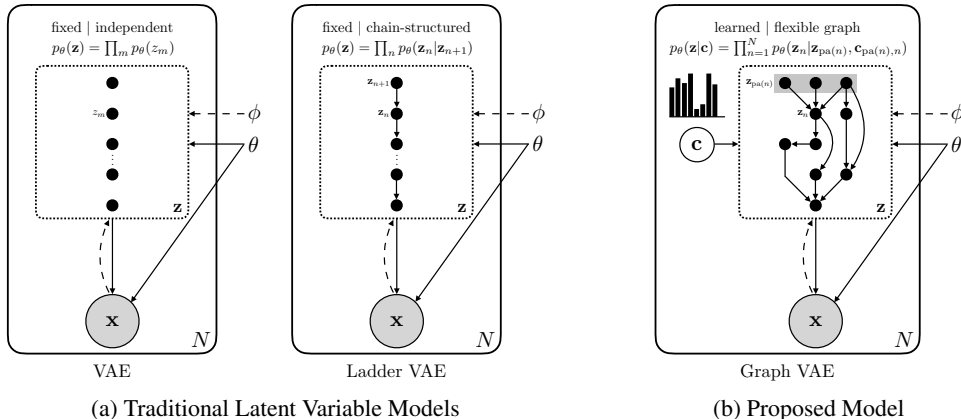 fixed | independent
p_θ(𝐳) = ∏_m p_θ(z_m)
z_m
ϕ
θ
𝐳
𝐱
N
VAE
fixed | chain-structured
p_θ(𝐳) = ∏_n p_θ(𝐳_n|𝐳_{n+1})
𝐳_{n+1}
𝐳_n
ϕ
θ
𝐳
𝐱
N
Ladder VAE
(a) Traditional Latent Variable Models
learned | flexible graph
p_θ(𝐳|𝐜) = ∏_{n=1}^{N} p_θ(𝐳_n|𝐳_{pa(n)}, 𝐜_{pa(n),n})
𝐳_{pa(n)}
𝐳_n
𝐜
ϕ
θ
𝐳
𝐱
N
Graph VAE
(b) Proposed Model